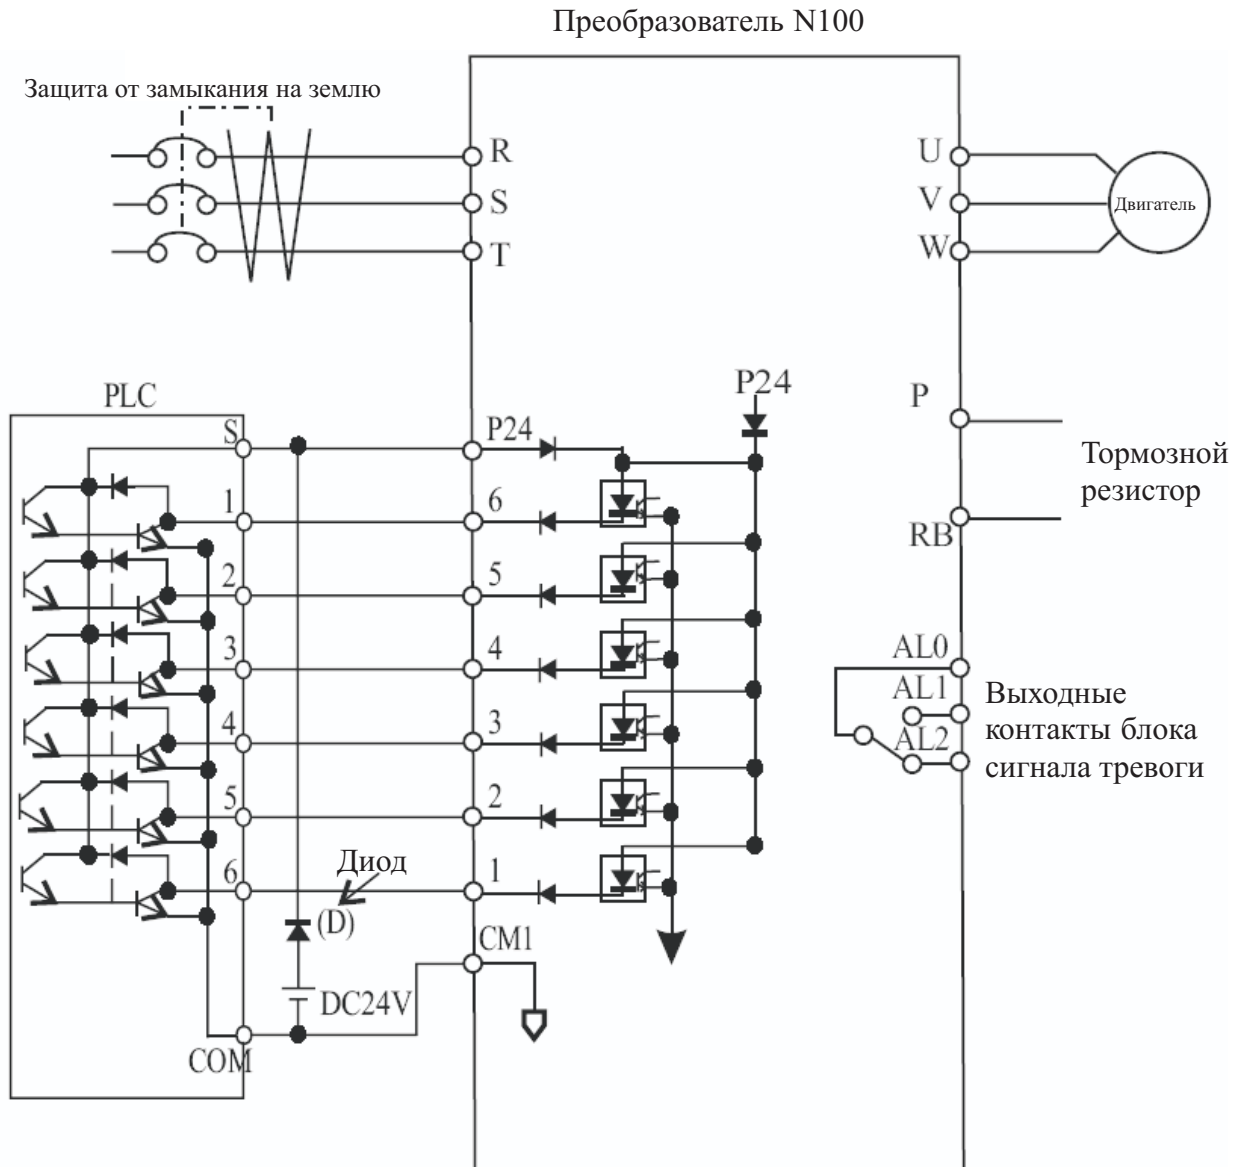 Преобразователь N100
Защита от замыкания на землю
R
U
S
V
Двигатель
T
W
PLC
P24
P
S
P24
Тормозной
резистор
1
6
RB
2
5
3
4
AL0
AL1
Выходные
контакты блока
4
3
AL2
сигнала тревоги
5
2
6
Диод
1
(D)
CM1
DC24V
COM